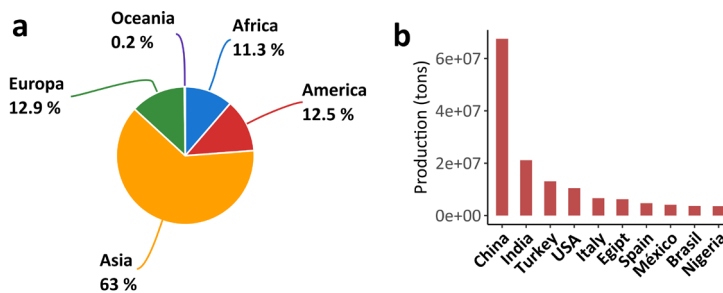 a
Oceania
0.2 %
Africa
11.3 %
Europa
12.9 %
America
12.5 %
Asia
63 %
b
Production (tons)
6e+07
4e+07
2e+07
0e+00
China
India
Turkey
USA
Italy
Egipt
Spain
México
Brasil
Nigeria